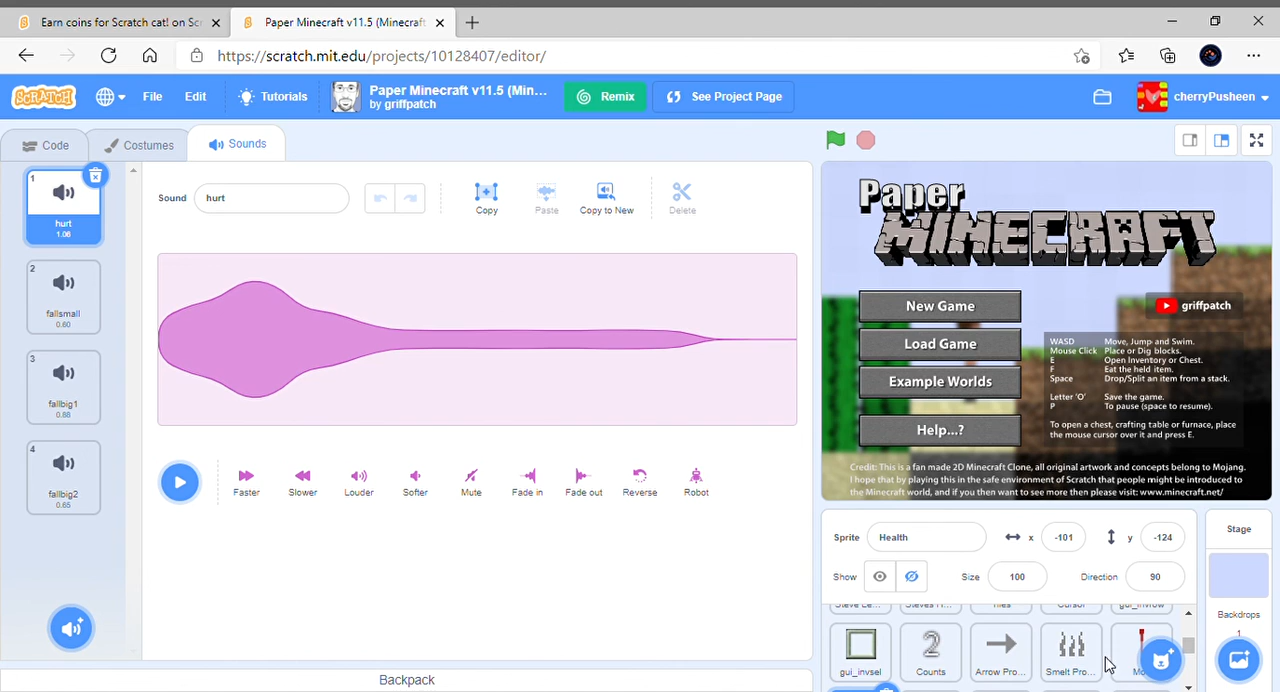 Earn coins for Scratch cat! on Scr
Paper Minecraft v11.5 (Minecraft
https://scratch.mit.edu/projects/10128407/editor/
SCRATCH
File
Edit
Tutorials
Paper Minecraft v11.5 (Min...
by griffpatch
Remix
See Project Page
cherryPusheen
Code
Costumes
Sounds
1
hurt
1.06
2
fallsmall
0.60
3
fallbig1
0.88
4
fallbig2
0.65
Sound
hurt
Copy
Paste
Copy to New
Delete
Faster
Slower
Louder
Softer
Mute
Fade in
Fade out
Reverse
Robot
Backpack
Paper
MINECRAFT
New Game
Load Game
Example Worlds
Help...?
griffpatch
WASD Move, Jump and Swim.
Mouse Click Place or Dig blocks.
E Open Inventory or Chest.
F Eat the held item.
Space Drop/Split an item from a stack.
Letter 'O' Save the game.
P To pause (space to resume).
To open a chest, crafting table or furnace, place
the mouse cursor over it and press E.
Credit: This is a fan made 2D Minecraft Clone, all original artwork and concepts belong to Mojang.
I hope that by playing this in the safe environment of Scratch that people might be introduced to
the Minecraft world, and if you then want to see more then please visit: www.minecraft.net/
Sprite
Health
x
-101
y
-124
Show
Size
100
Direction
90
Stage
Backdrops
1
Steve Le...
Steves H...
Tiles
Cursor
gui_invrow
gui_invsel
2
Counts
Arrow Pro...
Smelt Pro...